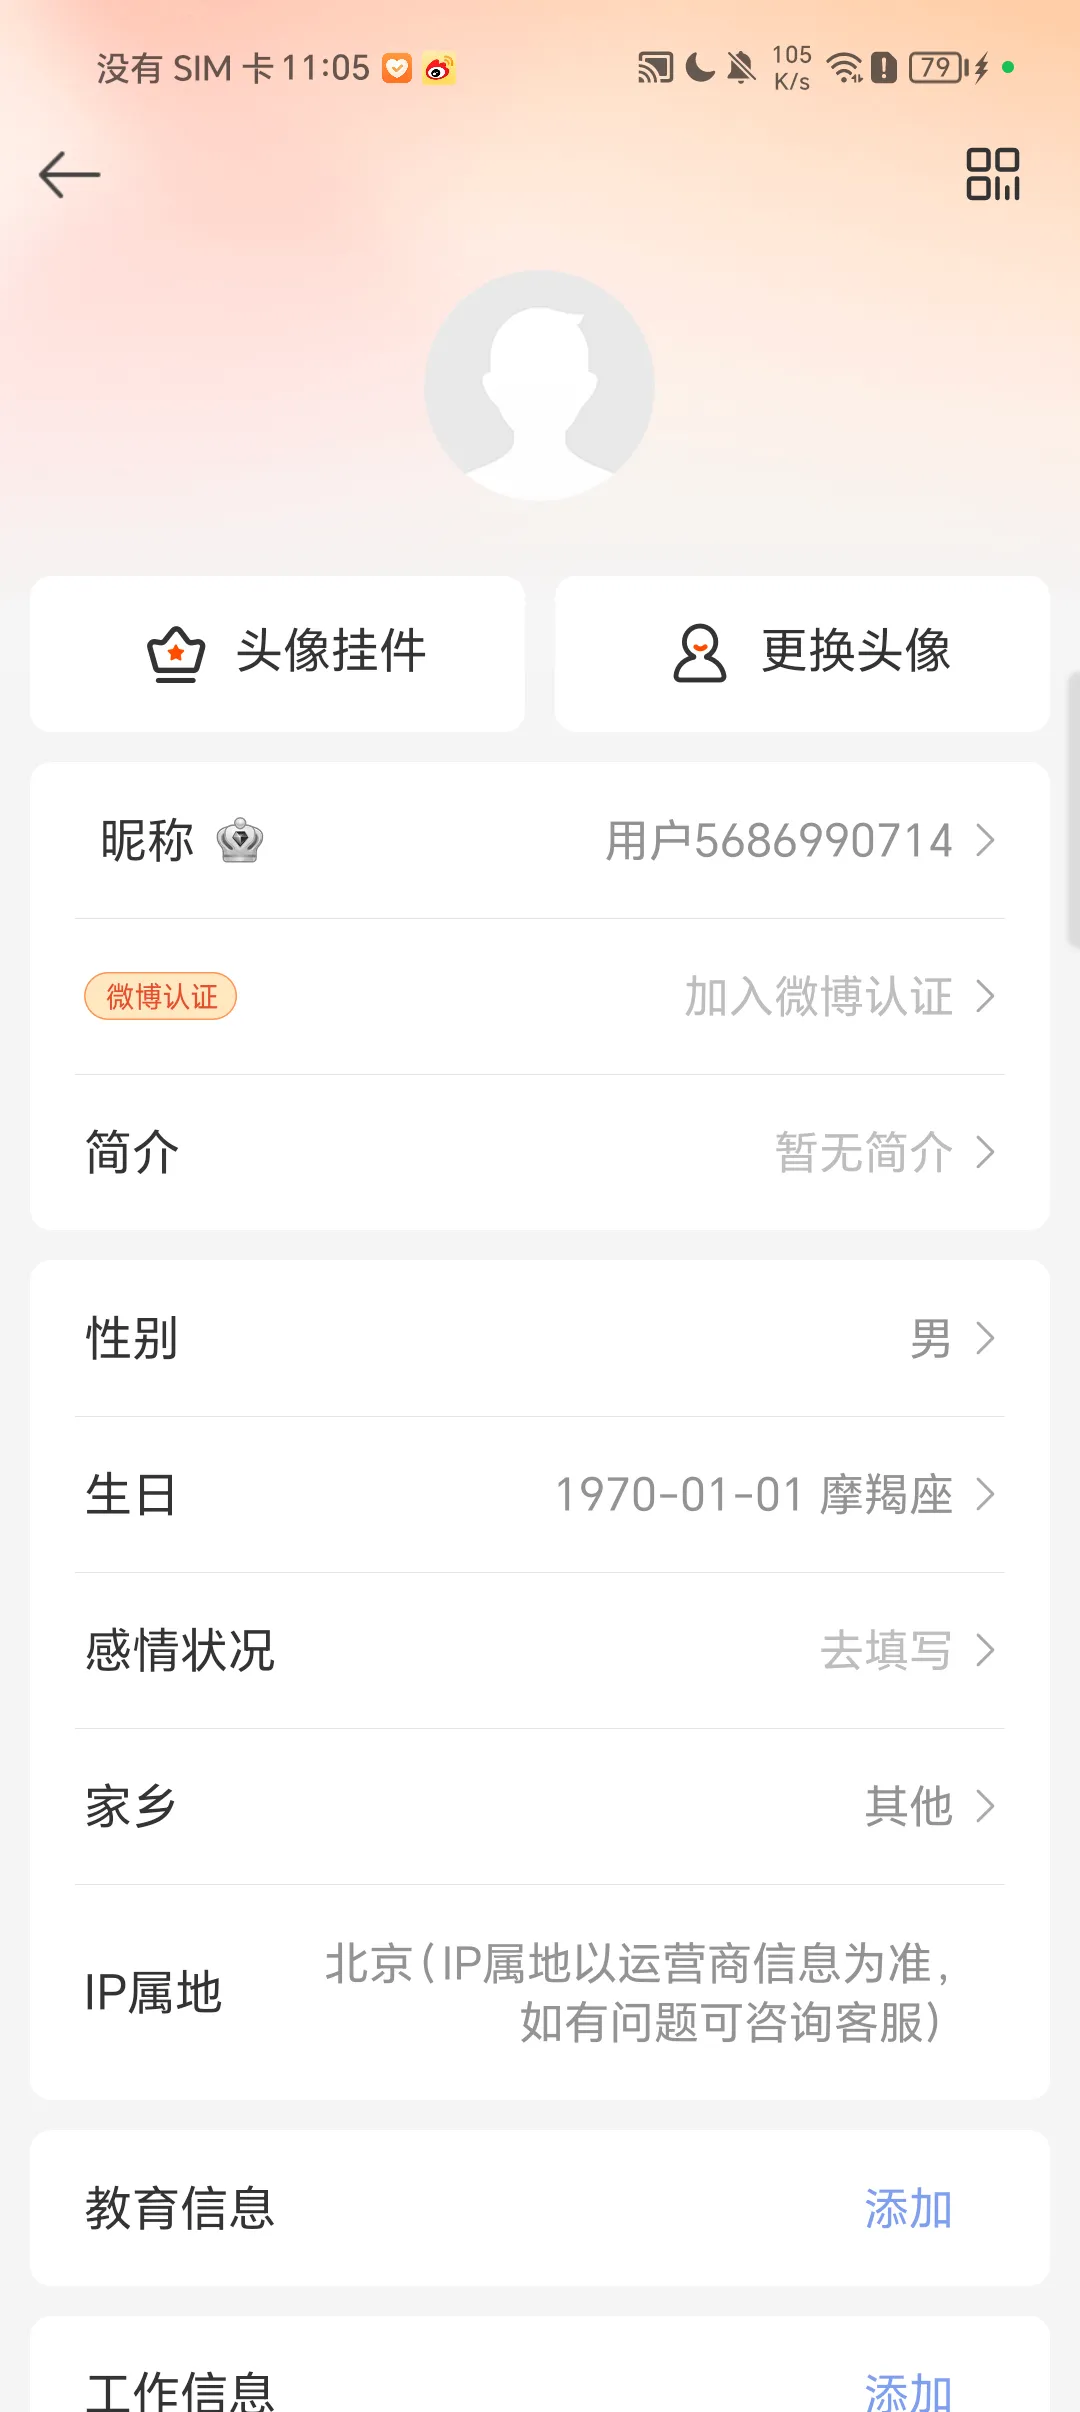 没有 SIM 卡 11:05 105 K/s 79
头像挂件 更换头像
昵称 用户5686990714
微博认证 加入微博认证
简介 暂无简介
性别 男
生日 1970-01-01 摩羯座
感情状况 去填写
家乡 其他
IP属地 北京(IP属地以运营商信息为准,
如有问题可咨询客服)
教育信息 添加
工作信息 添加